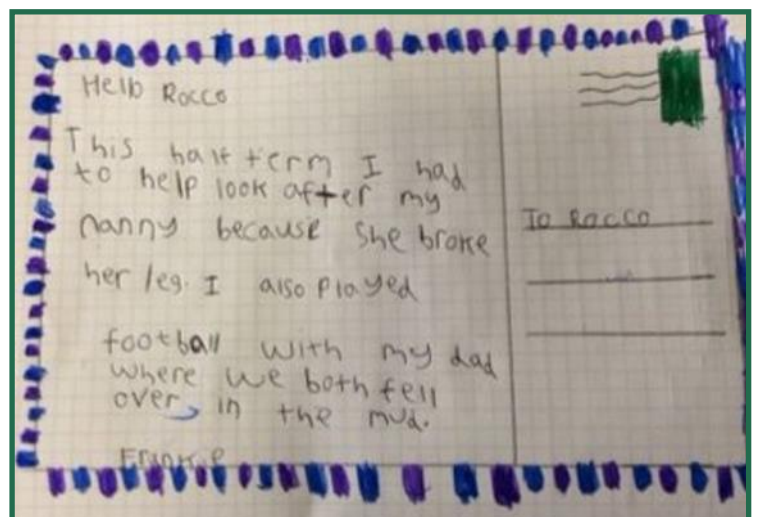 Hello Rocco
This half term I had
to help look after my
nanny because she broke
her leg. I also played
football with my dad
where we both fell
over in the mud.
Frankie
To Rocco